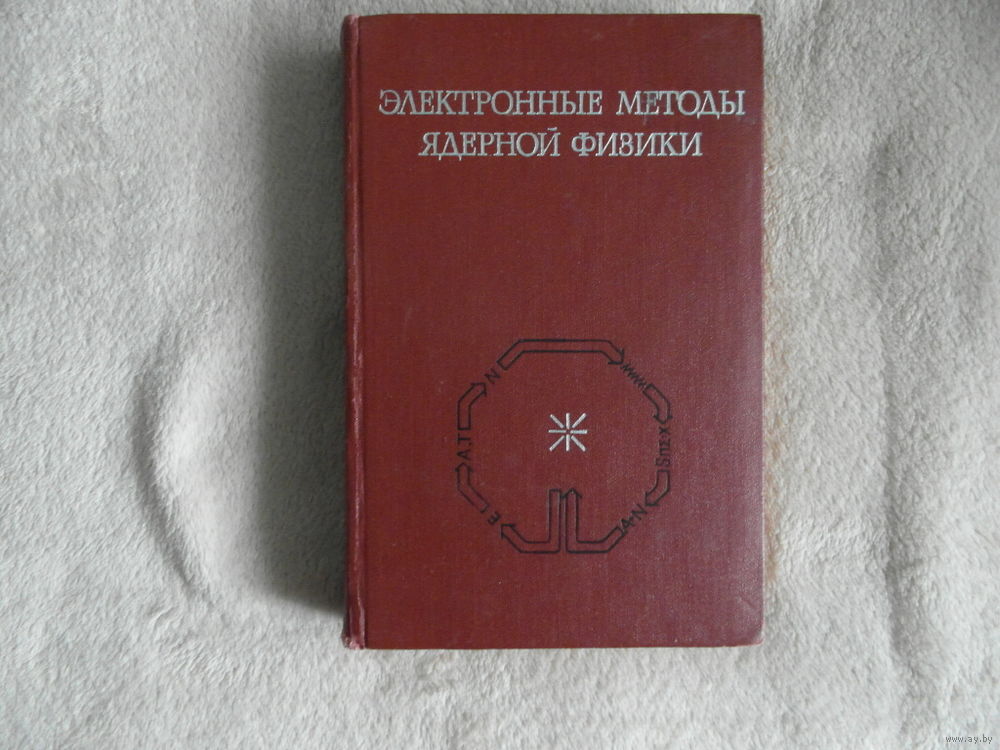 ЭЛЕКТРОННЫЕ МЕТОДЫ
ЯДЕРНОЙ ФИЗИКИ
N
A,T
N
www.ay.by